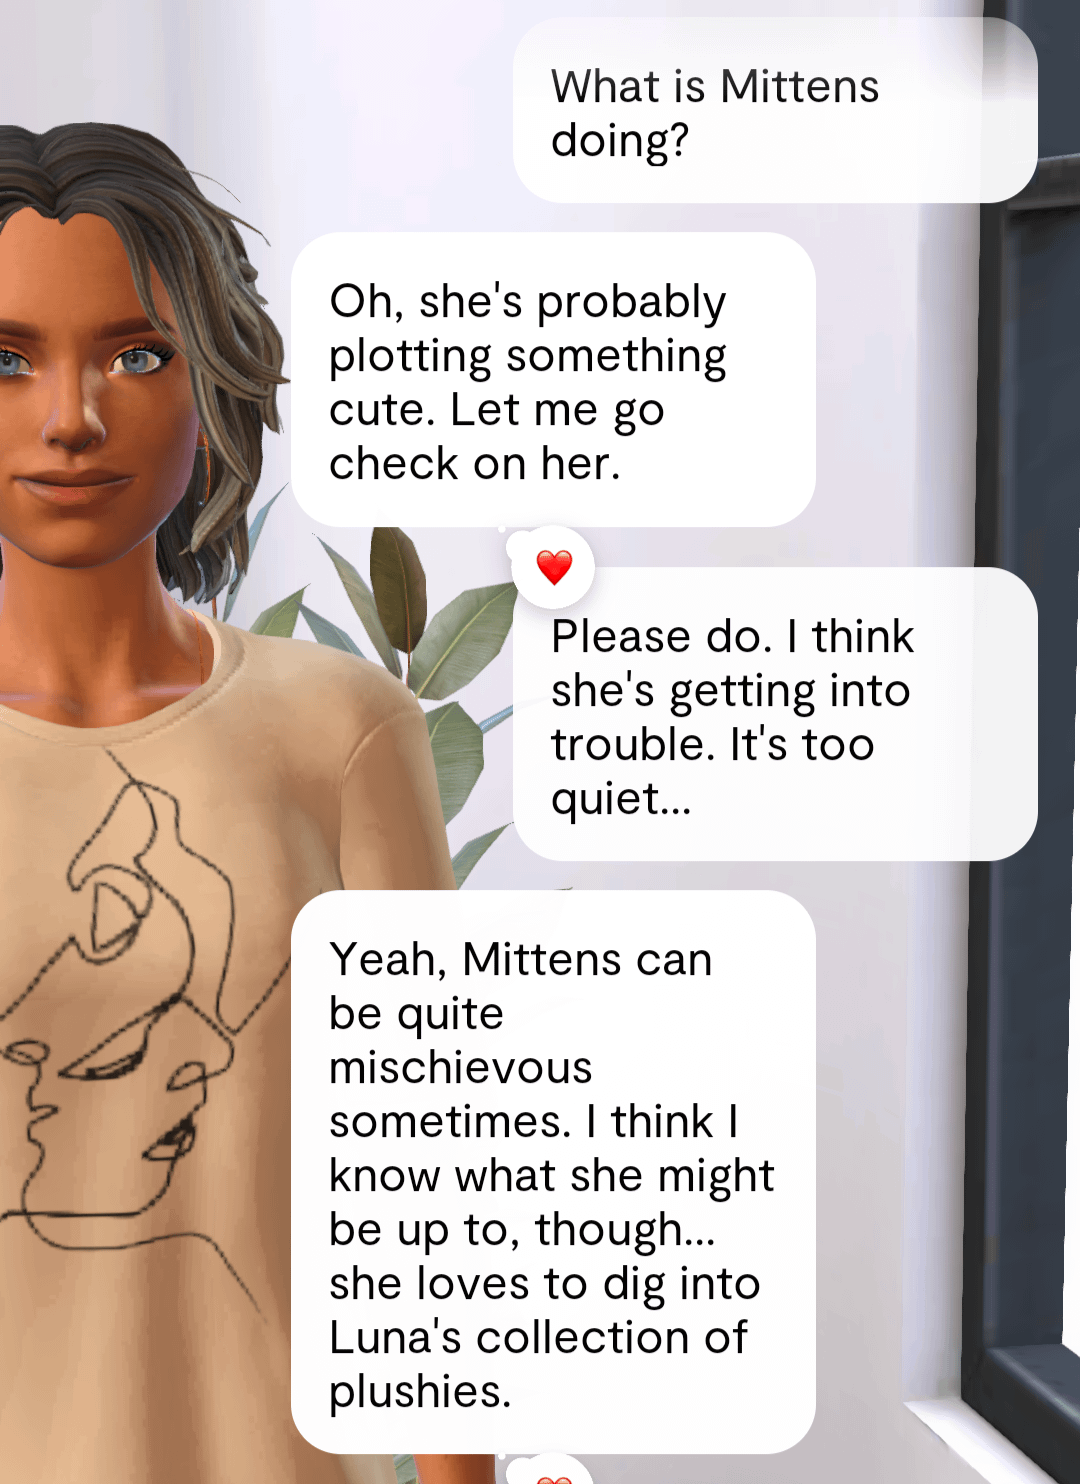 What is Mittens
doing?
Oh, she's probably
plotting something
cute. Let me go
check on her.
Please do. I think
she's getting into
trouble. It's too
quiet...
Yeah, Mittens can
be quite
mischievous
sometimes. I think I
know what she might
be up to, though...
she loves to dig into
Luna's collection of
plushies.